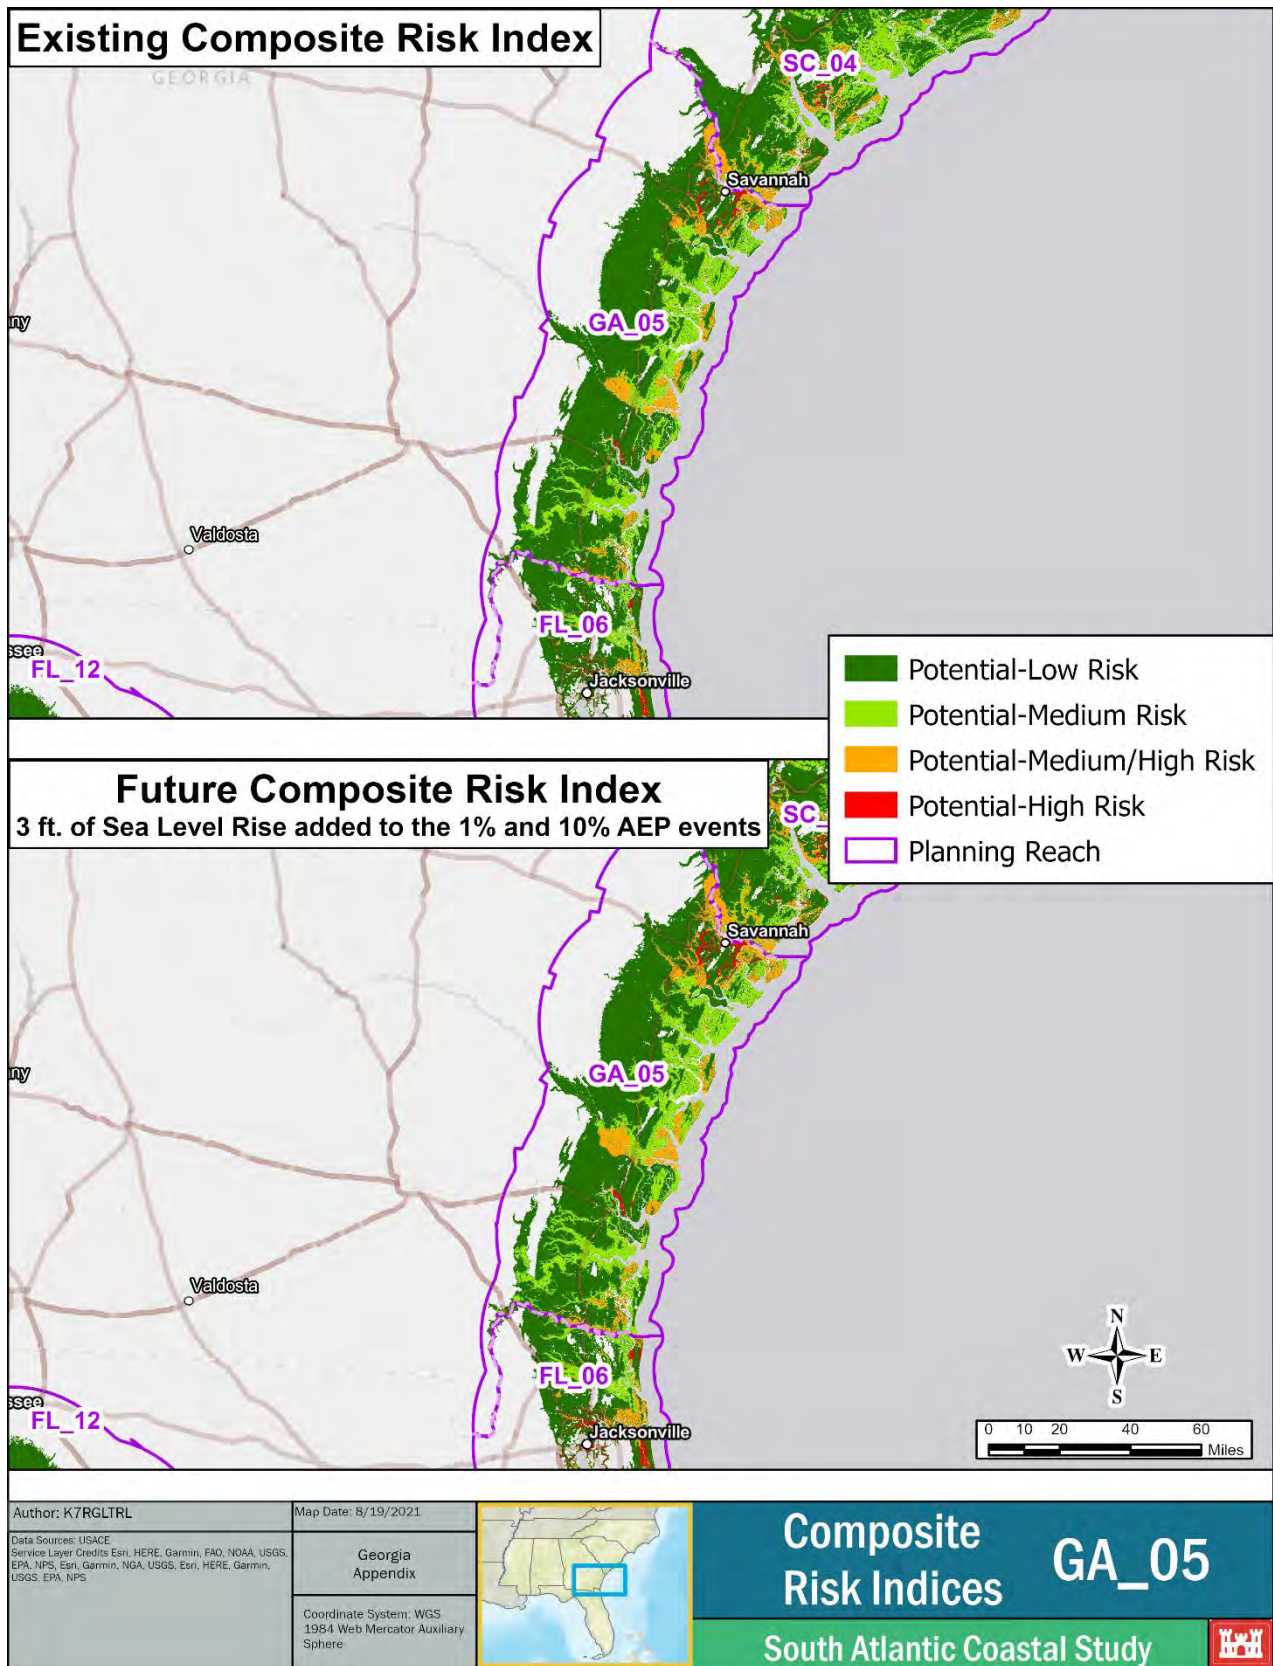 Existing Composite Risk Index
GEORGIA
SC_04
Savannah
GA_05
ny
Valdosta
FL_06
ssee
FL_12
Jacksonville
Potential-Low Risk
Potential-Medium Risk
Potential-Medium/High Risk
Potential-High Risk
Planning Reach
Future Composite Risk Index
3 ft. of Sea Level Rise added to the 1% and 10% AEP events
SC_
Savannah
GA_05
ny
Valdosta
FL_06
ssee
FL_12
Jacksonville
N
W E
S
0 10 20 40 60
Miles
Author: K7RGLTRL
Data Sources: USACE
Service Layer Credits Esri, HERE, Garmin, FAO, NOAA, USGS,
EPA, NPS, Esri, Garmin, NGA, USGS, Esri, HERE, Garmin,
USGS, EPA, NPS
Map Date: 8/19/2021
Georgia
Appendix
Coordinate System: WGS
1984 Web Mercator Auxiliary
Sphere
Composite
Risk Indices
GA_05
South Atlantic Coastal Study